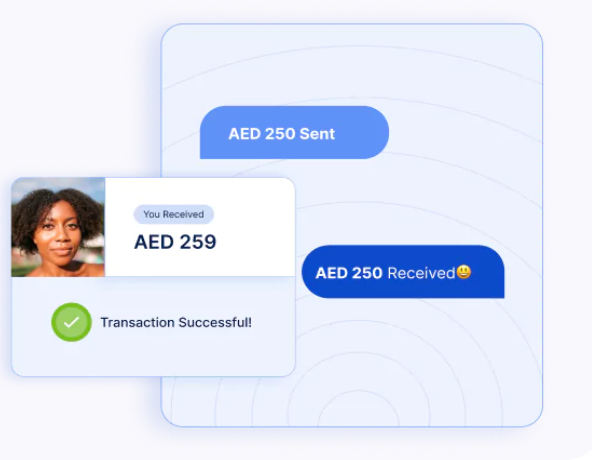 AED 250 Sent
You Received
AED 259
AED 250 Received😃
Transaction Successful!